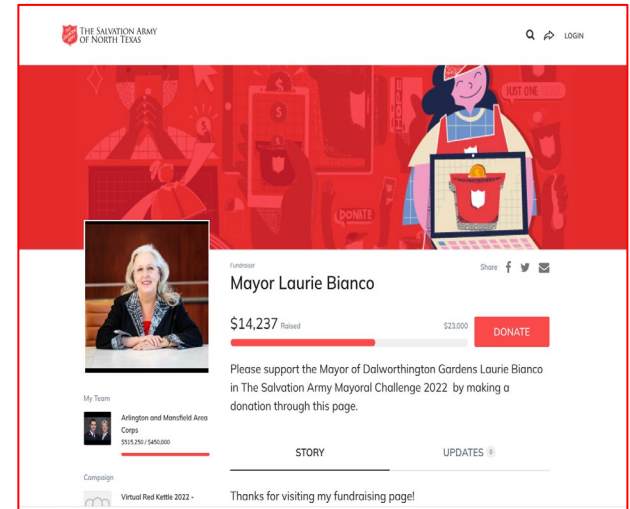 THE SALVATION ARMY
OF NORTH TEXAS
LOGIN
HOPE
JUST ONE
DONATE
Fundraiser
Share
Mayor Laurie Bianco
$14,237 Raised
$23,000
DONATE
Please support the Mayor of Dalworthington Gardens Laurie Bianco
in The Salvation Army Mayoral Challenge 2022 by making a
donation through this page.
My Team
Arlington and Mansfield Area
Corps
$515,250 / $450,000
STORY
UPDATES 0
Campaign
Virtual Red Kettle 2022 -
Thanks for visiting my fundraising page!